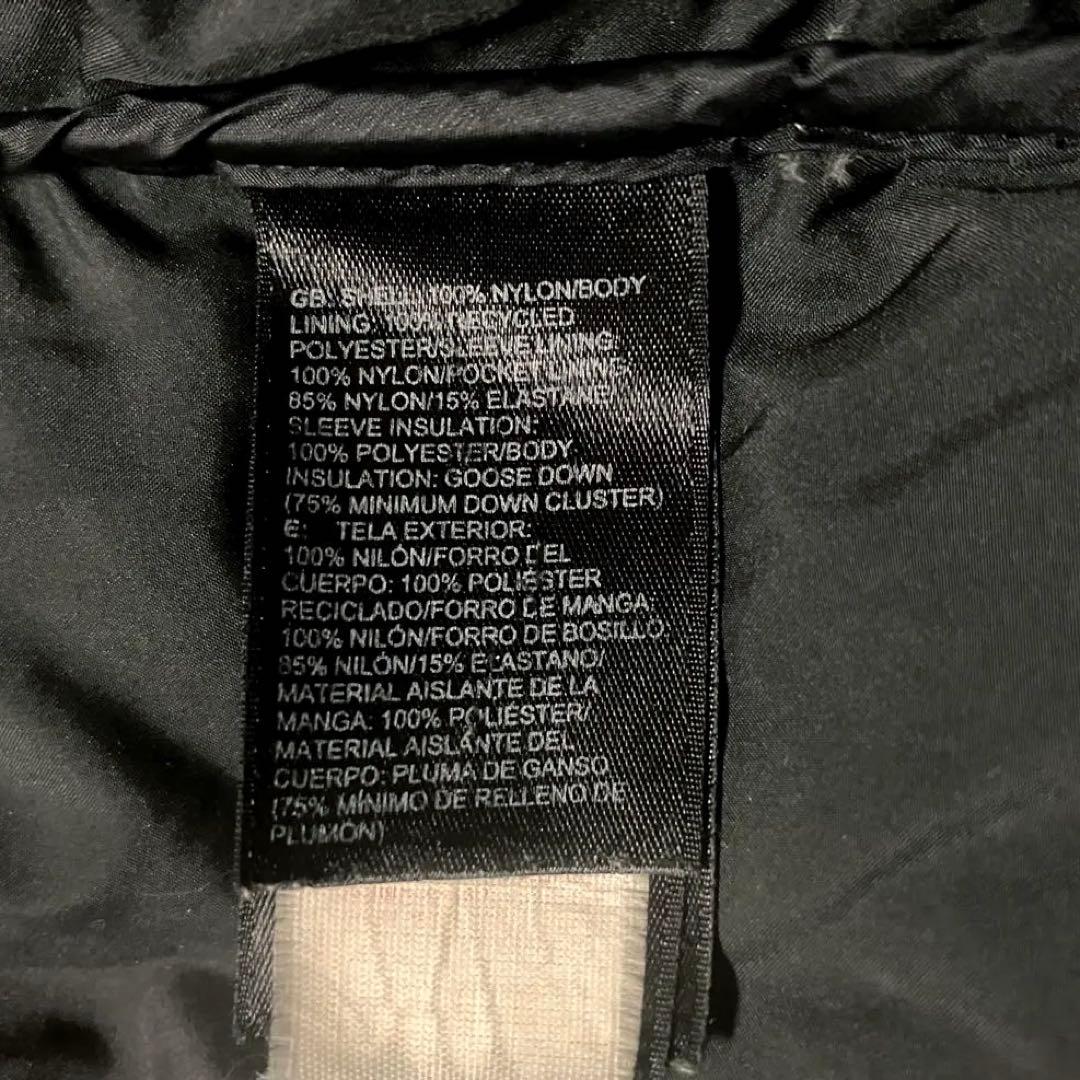 GB: SHELL: 100% NYLON/BODY
LINING: 100% RECYCLED
POLYESTER/SLEEVE LINING:
100% NYLON/POCKET LINING:
85% NYLON/15% ELASTANE/
SLEEVE INSULATION:
100% POLYESTER/BODY
INSULATION: GOOSE DOWN
(75% MINIMUM DOWN CLUSTER)
E: TELA EXTERIOR:
100% NILÓN/FORRO DEL
CUERPO: 100% POLIÉSTER
RECICLADO/FORRO DE MANGA:
100% NILÓN/FORRO DE BOSILLO:
85% NILÓN/15% ELASTANO/
MATERIAL AISLANTE DE LA
MANGA: 100% POLIÉSTER/
MATERIAL AISLANTE DEL
CUERPO: PLUMA DE GANSO
(75% MÍNIMO DE RELLENO DE
PLUMÓN)